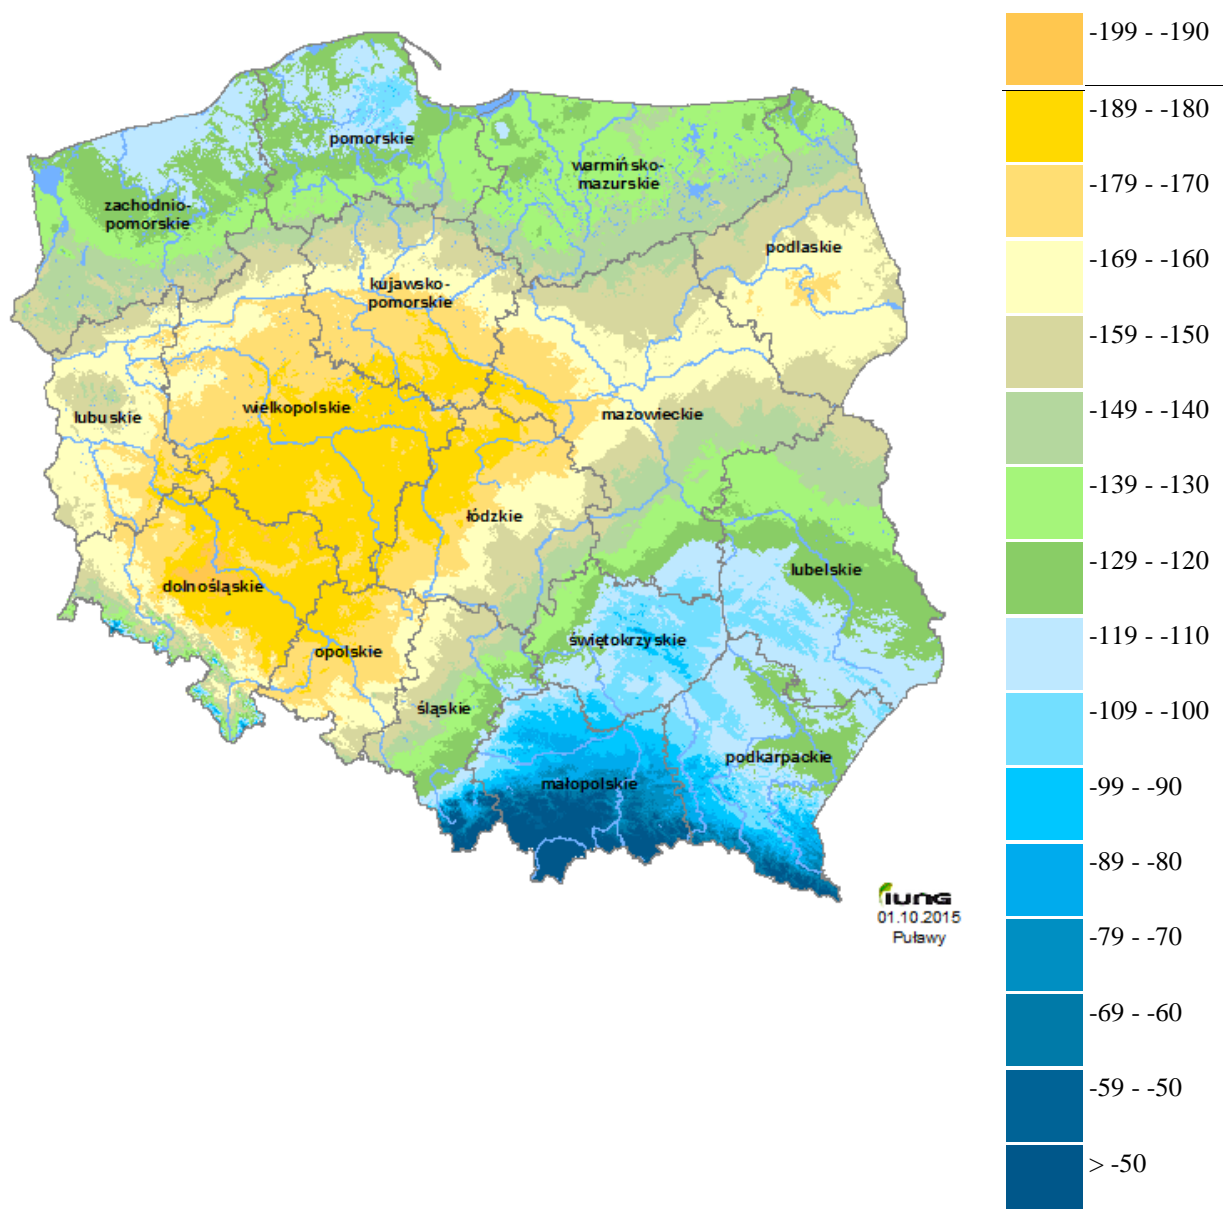 pomorskie
warmińsko-
mazurskie
zachodnio-
pomorskie
podlaskie
kujawsko-
pomorskie
lubuskie
wielkopolskie
mazowieckie
łódzkie
lubelskie
dolnośląskie
świętokrzyskie
opolskie
śląskie
podkarpackie
małopolskie
iung
01.10.2015
Puławy
-199 - -190
-189 - -180
-179 - -170
-169 - -160
-159 - -150
-149 - -140
-139 - -130
-129 - -120
-119 - -110
-109 - -100
-99 - -90
-89 - -80
-79 - -70
-69 - -60
-59 - -50
> -50